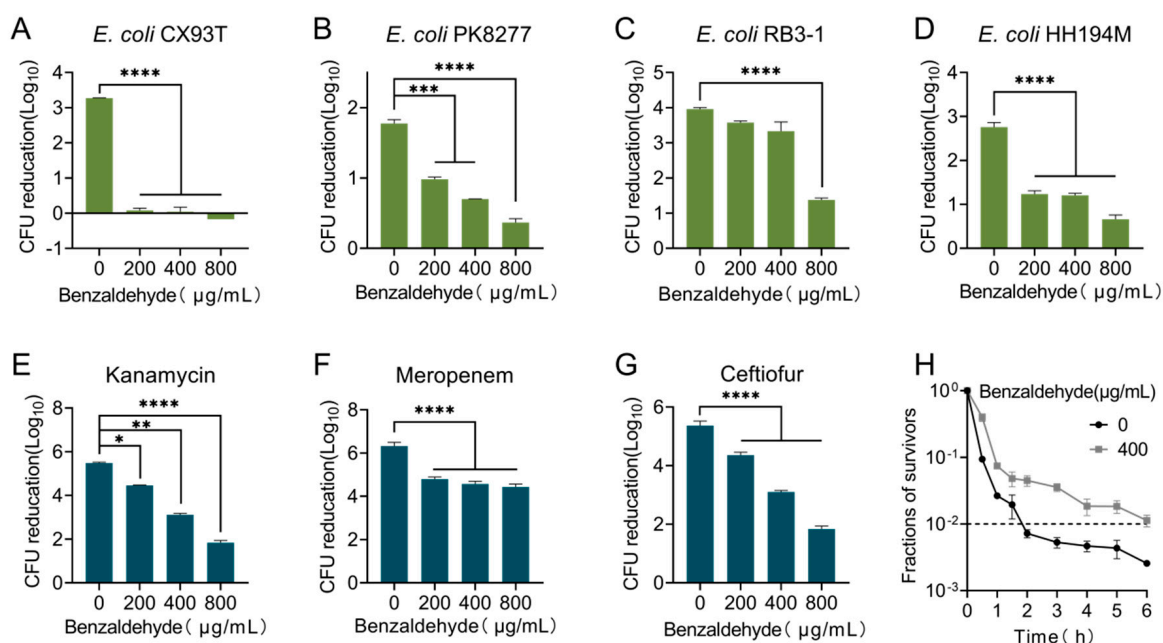 A
E. coli CX93T
CFU reducation(Log10)
4
3
2
1
0
-1
****
0 200 400 800
Benzaldehyde( μg/mL)
B
E. coli PK8277
CFU reducation(Log10)
2
1
0
****
***
0 200 400 800
Benzaldehyde( μg/mL)
C
E. coli RB3-1
CFU reducation(Log10)
5
4
3
2
1
0
****
0 200 400 800
Benzaldehyde( μg/mL)
D
E. coli HH194M
CFU reducation(Log10)
4
3
2
1
0
****
0 200 400 800
Benzaldehyde( μg/mL)
E
Kanamycin
CFU reducation(Log10)
8
6
4
2
0
****
**
*
0 200 400 800
Benzaldehyde( μg/mL)
F
Meropenem
CFU reducation(Log10)
8
6
4
2
0
****
0 200 400 800
Benzaldehyde( μg/mL)
G
Ceftiofur
CFU reducation(Log10)
6
4
2
0
****
0 200 400 800
Benzaldehyde( μg/mL)
H
Benzaldehyde(μg/mL)
0
400
Fractions of survivors
10⁰
10⁻¹
10⁻²
10⁻³
0 1 2 3 4 5 6
Time( h)